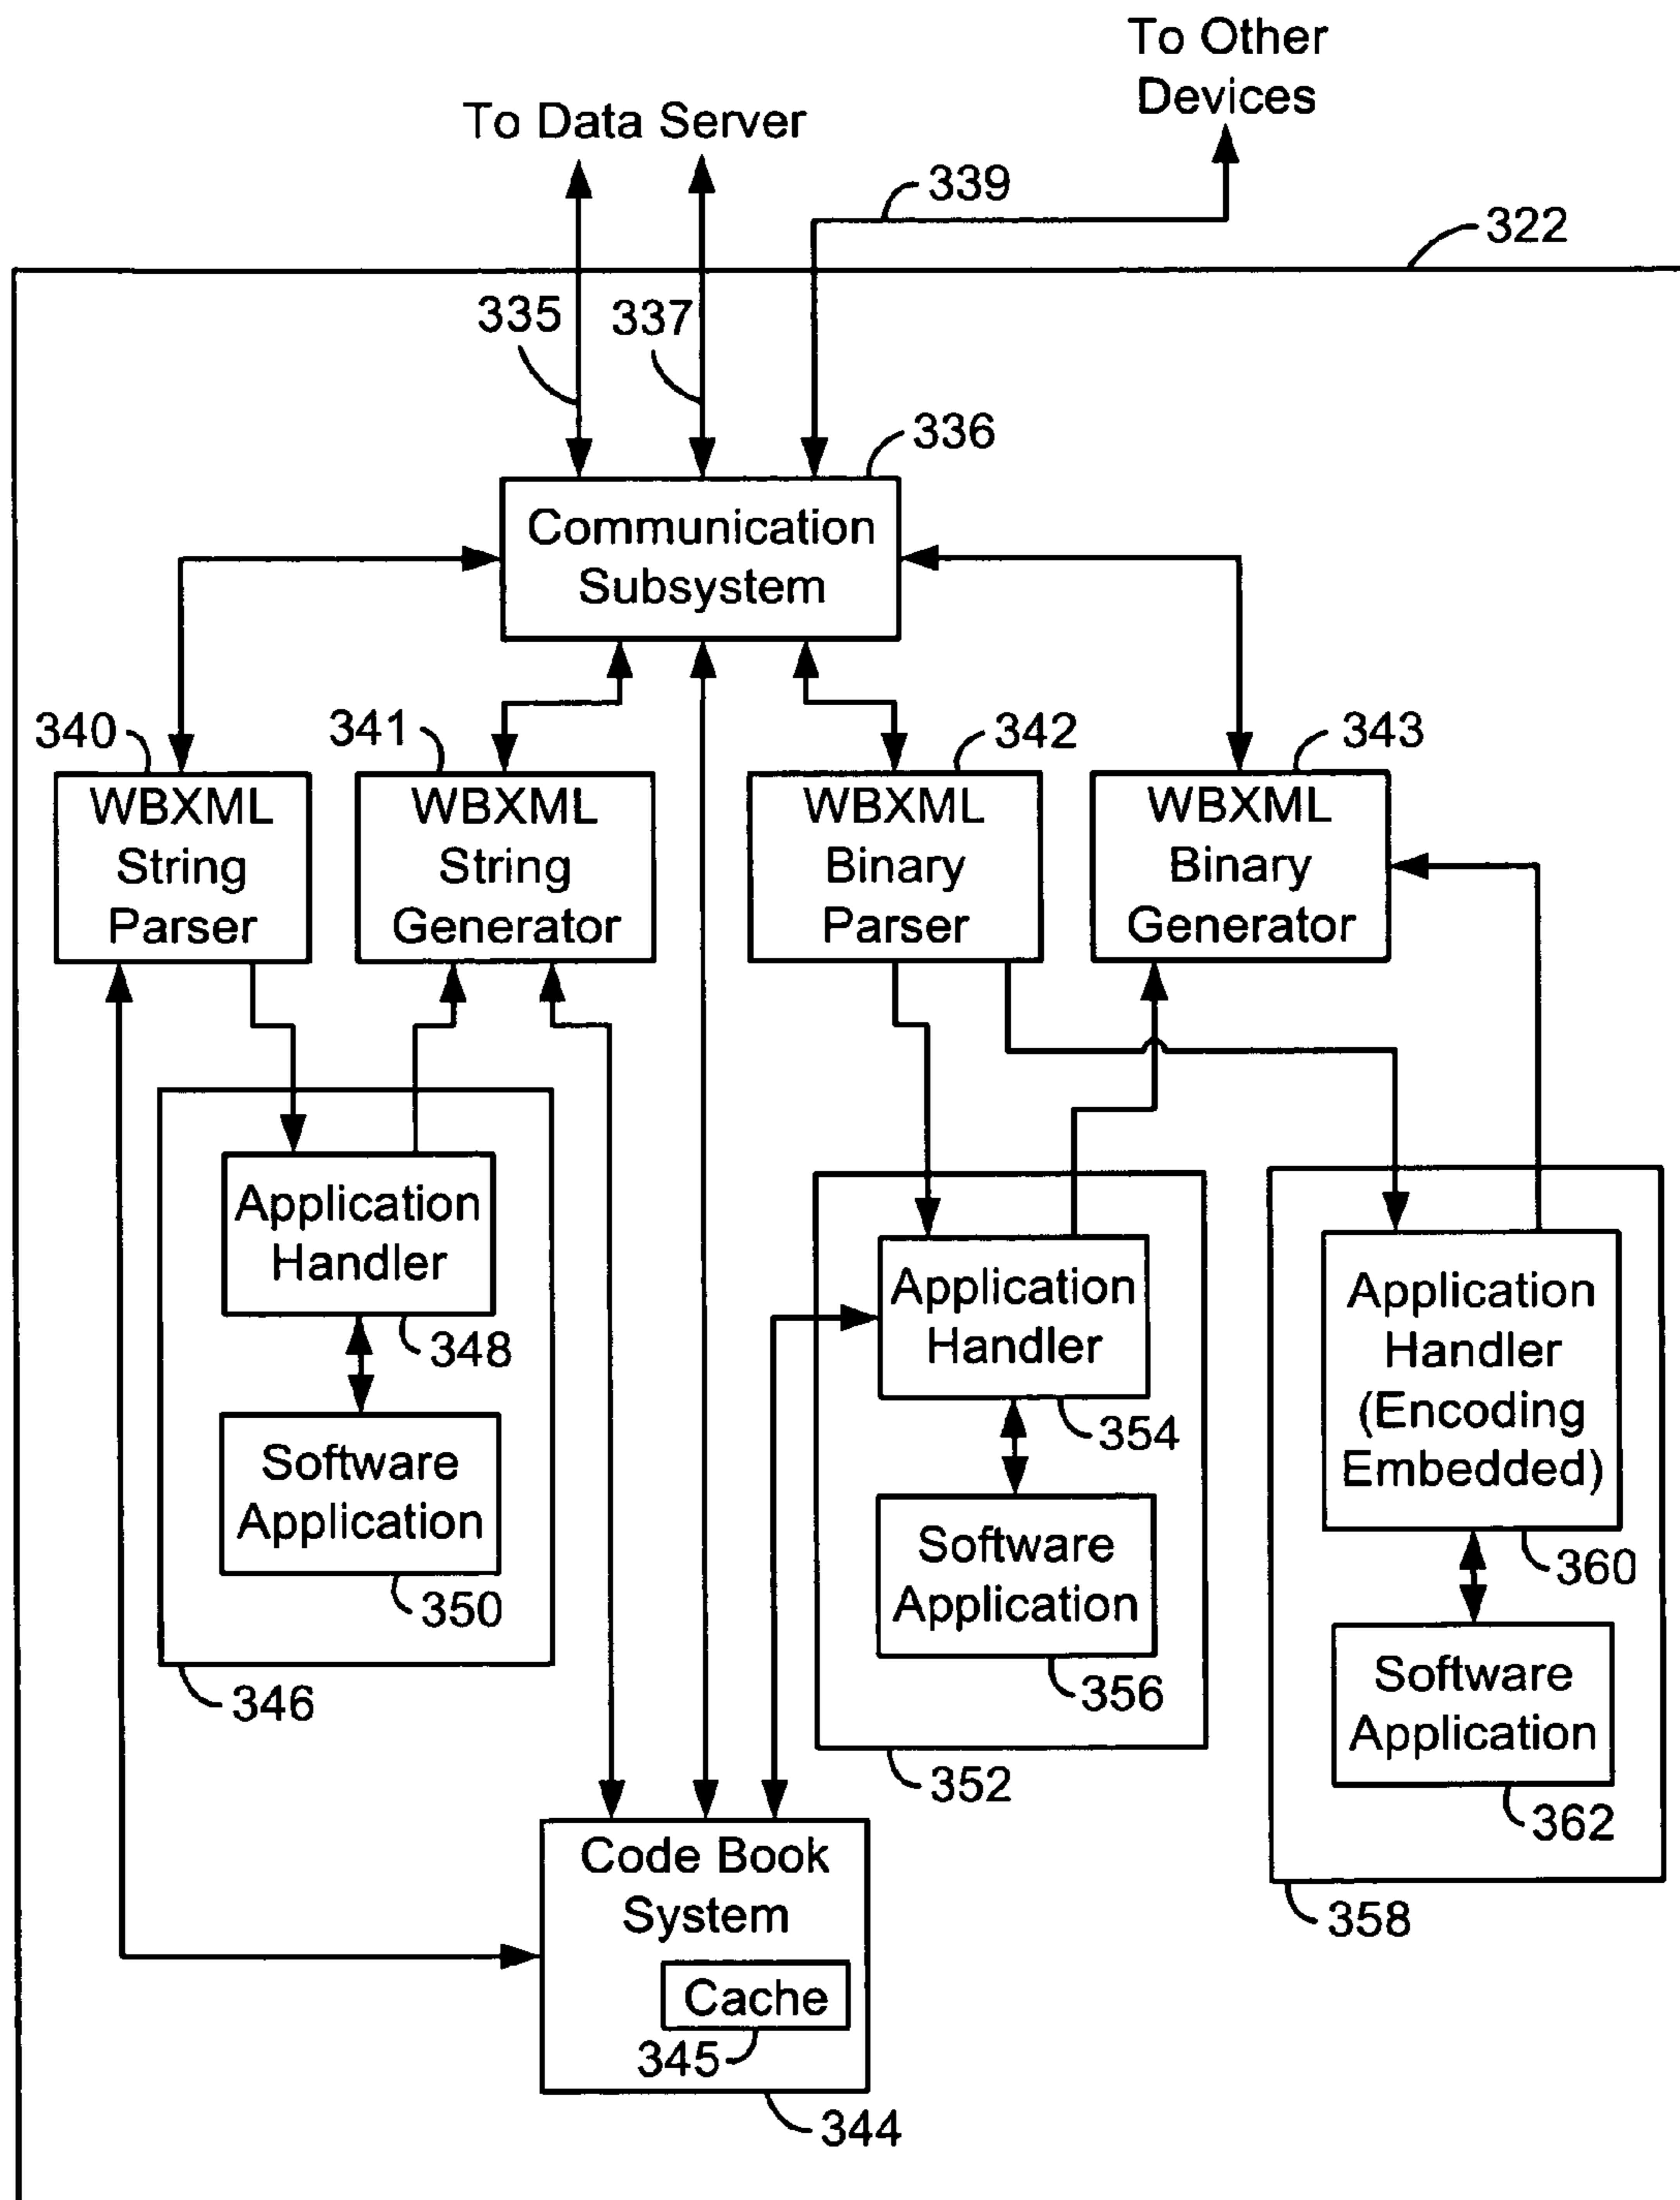 To Other
Devices
To Data Server
339
322
335
337
336
Communication
Subsystem
340
341
342
343
WBXML
String
Parser
WBXML
String
Generator
WBXML
Binary
Parser
WBXML
Binary
Generator
Application
Handler
348
Software
Application
350
346
Application
Handler
354
Software
Application
356
352
Application
Handler
(Encoding
Embedded)
360
Software
Application
362
358
Code Book
System
Cache
345
344